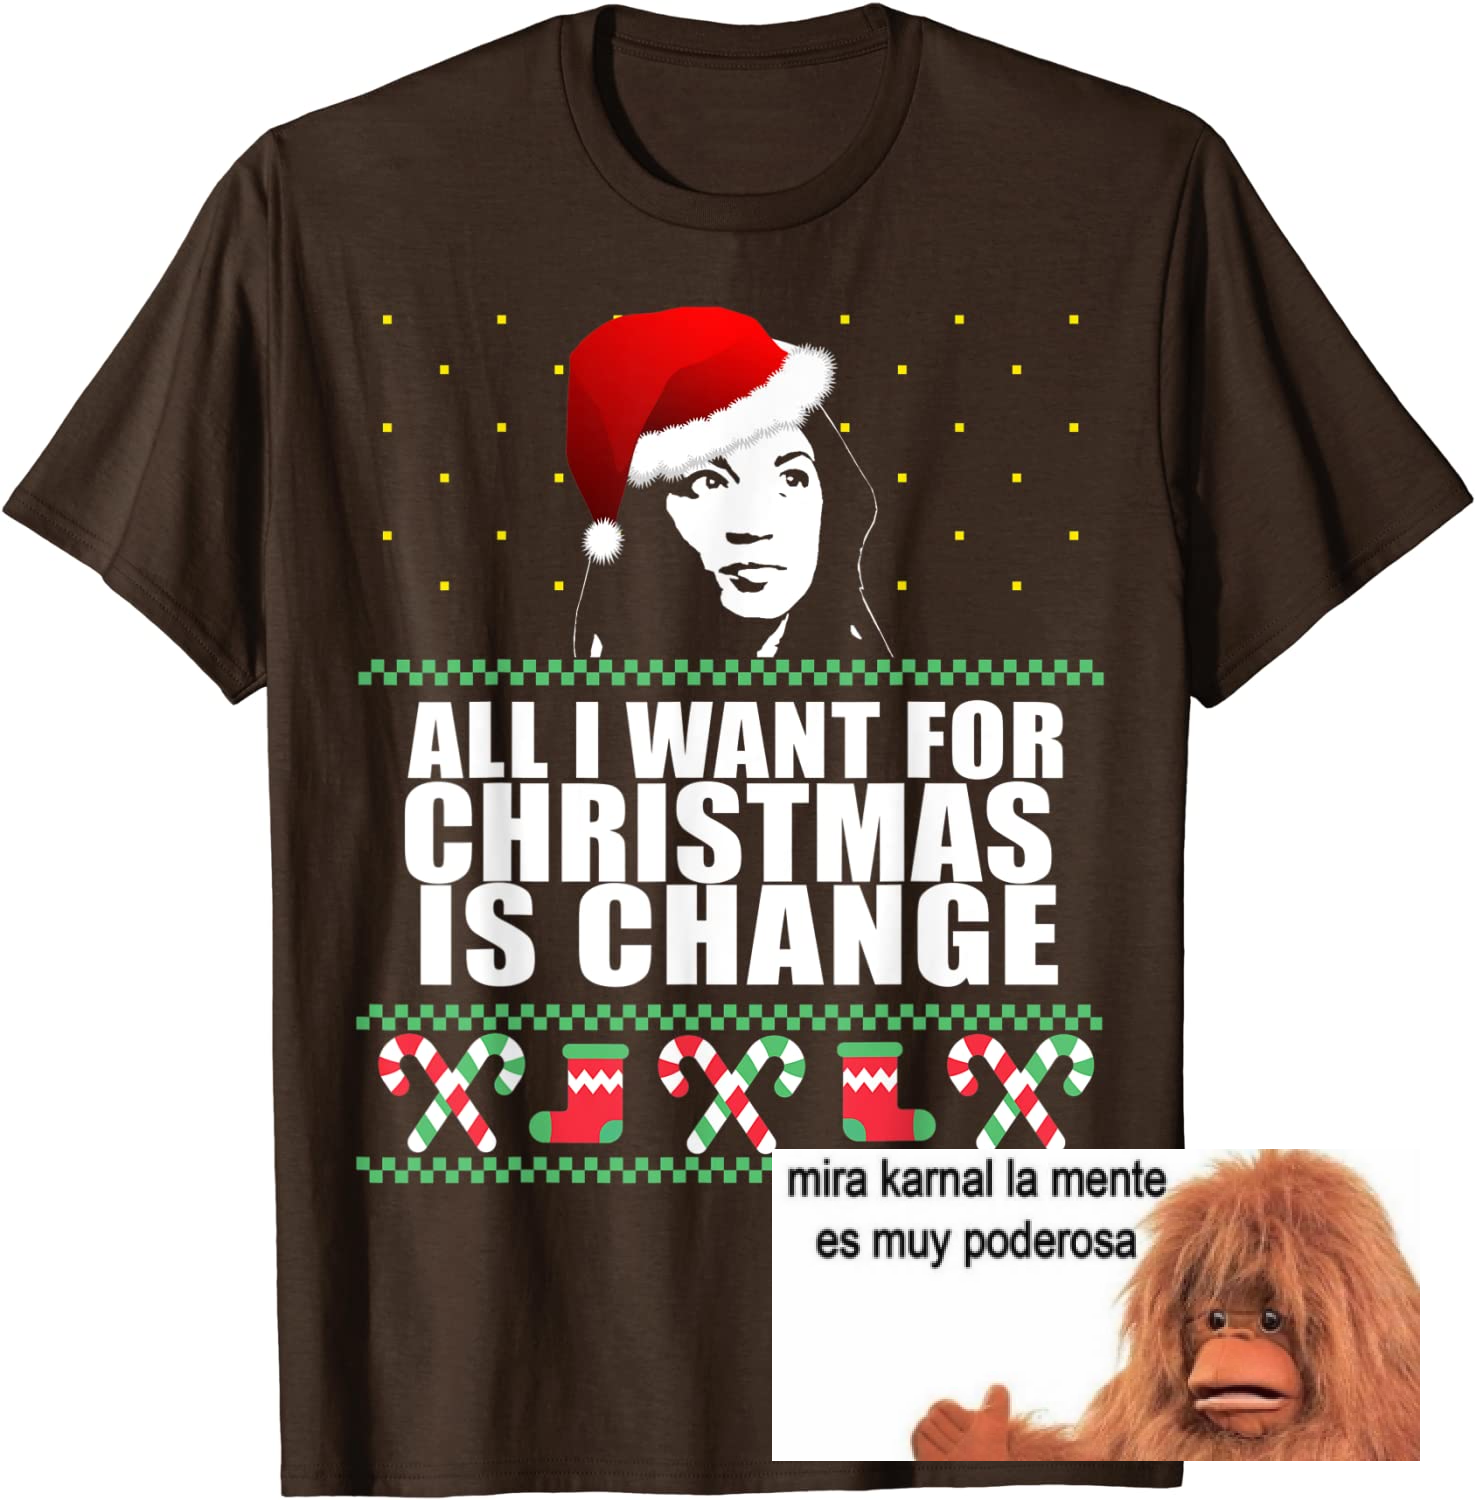 ALL I WANT FOR
CHRISTMAS
IS CHANGE
mira karnal la mente
es muy poderosa